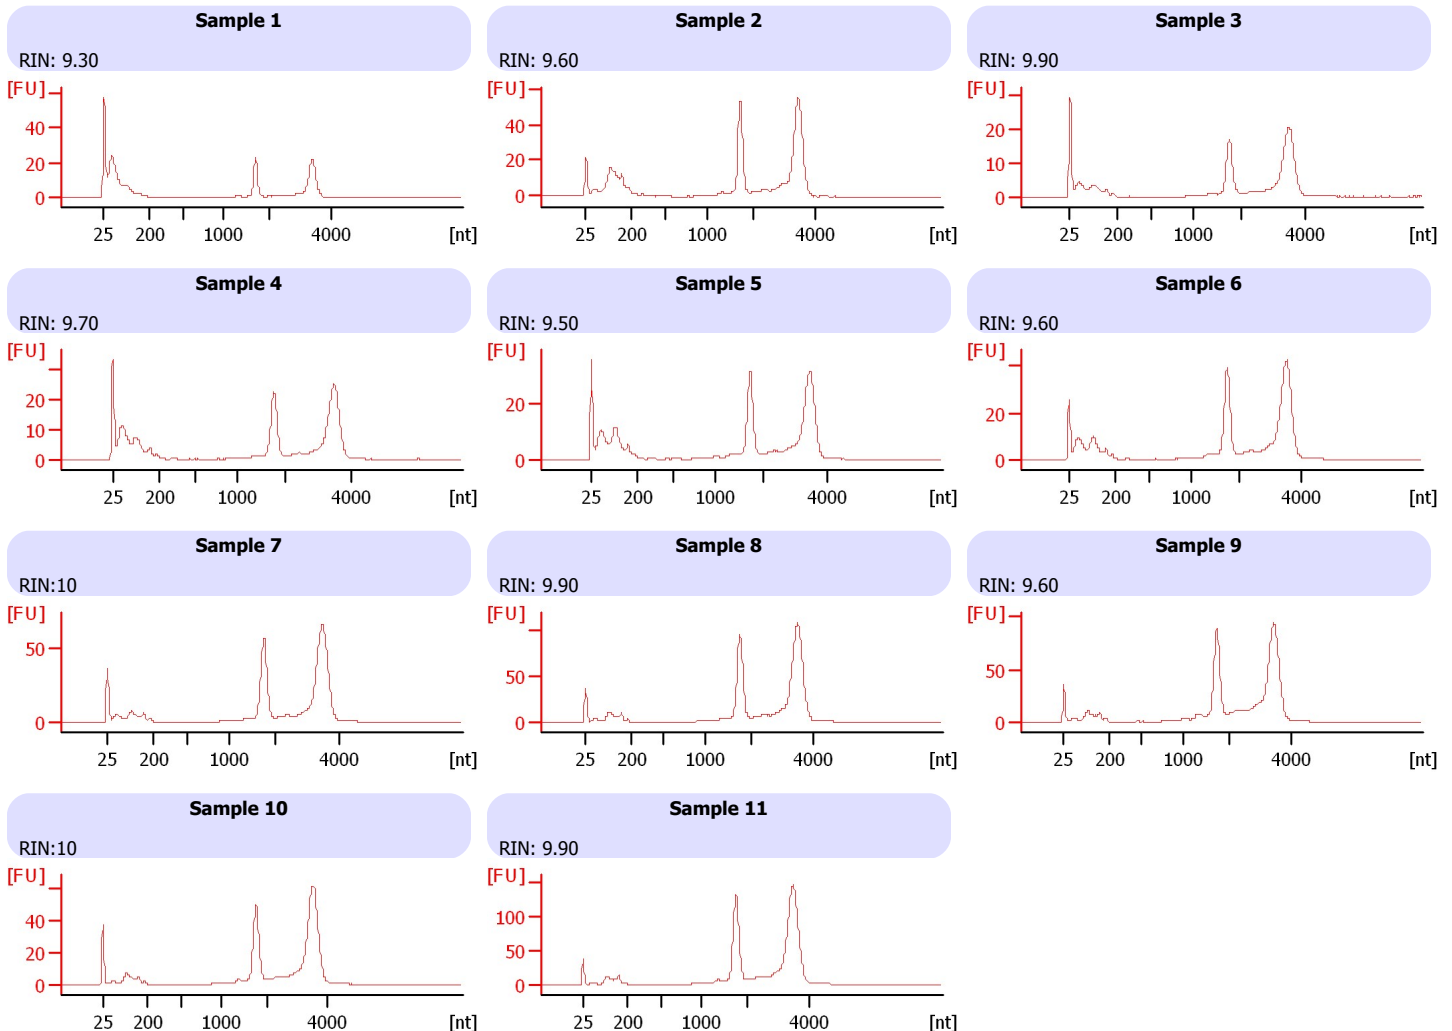 Sample 1
RIN: 9.30
[FU]
40
20
0
25 200 1000 4000 [nt]
Sample 2
RIN: 9.60
[FU]
40
20
0
25 200 1000 4000 [nt]
Sample 3
RIN: 9.90
[FU]
20
10
0
25 200 1000 4000 [nt]
Sample 4
RIN: 9.70
[FU]
20
10
0
25 200 1000 4000 [nt]
Sample 5
RIN: 9.50
[FU]
20
0
25 200 1000 4000 [nt]
Sample 6
RIN: 9.60
[FU]
20
0
25 200 1000 4000 [nt]
Sample 7
RIN:10
[FU]
50
0
25 200 1000 4000 [nt]
Sample 8
RIN: 9.90
[FU]
50
0
25 200 1000 4000 [nt]
Sample 9
RIN: 9.60
[FU]
50
0
25 200 1000 4000 [nt]
Sample 10
RIN:10
[FU]
40
20
0
25 200 1000 4000 [nt]
Sample 11
RIN: 9.90
[FU]
100
50
0
25 200 1000 4000 [nt]